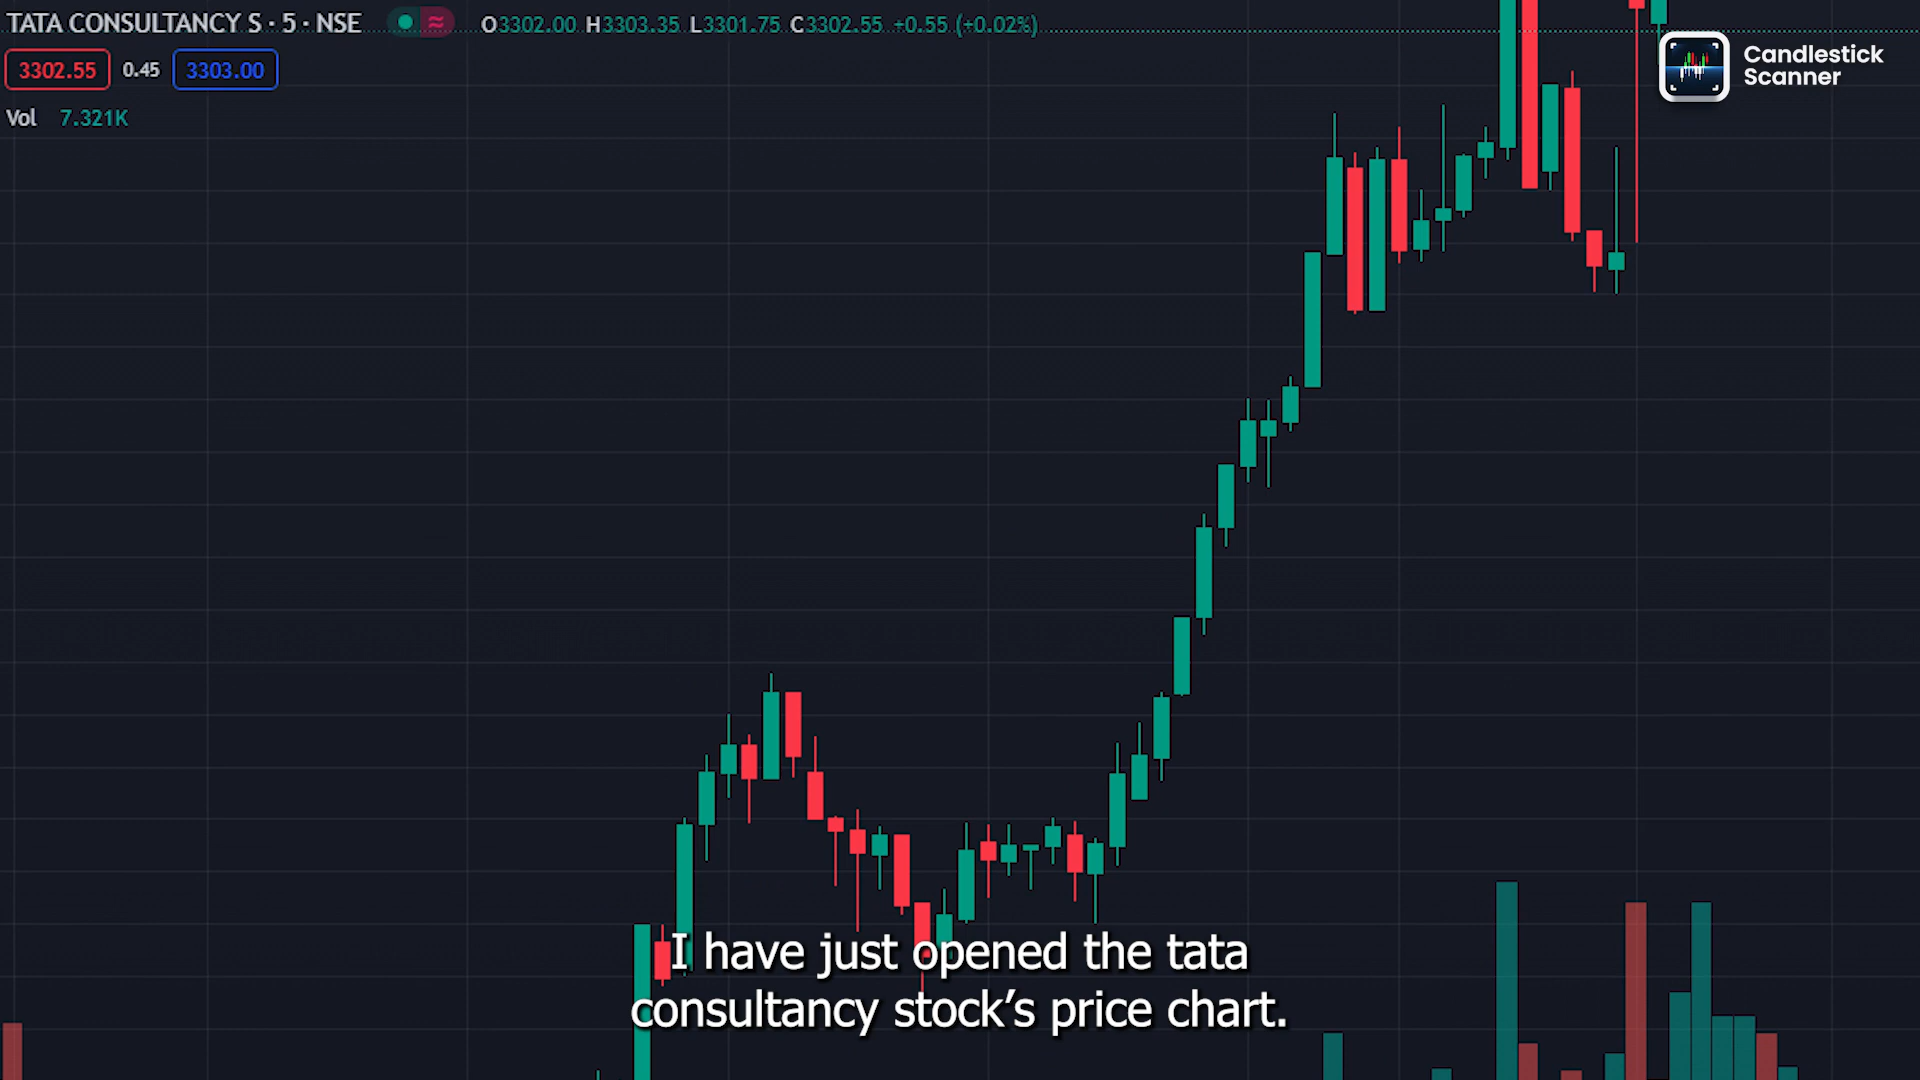 TATA CONSULTANCY S · 5 · NSE O3302.00 H3303.35 L3301.75 C3302.55 +0.55 (+0.02%)
3302.55 0.45 3303.00
Vol 7.321K
Candlestick
Scanner
I have just opened the tata
consultancy stock’s price chart.